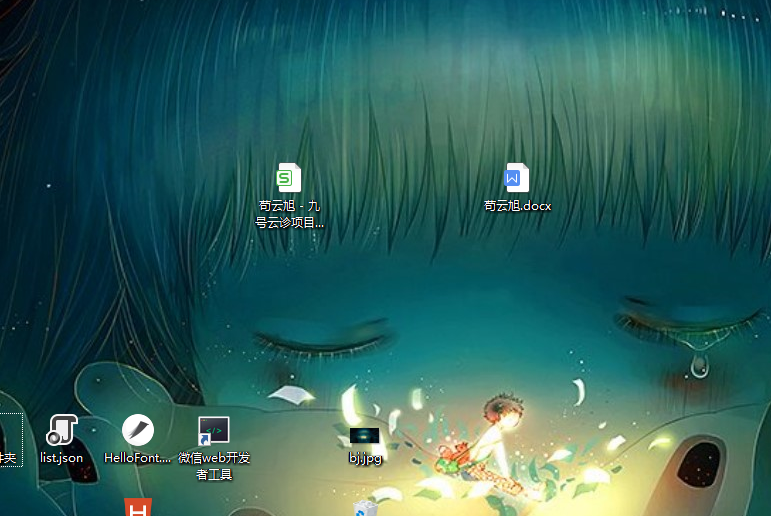 苟云旭 - 九
号云诊项目...
苟云旭.docx
件夹
list.json
HelloFont....
微信web开发
者工具
bj.jpg